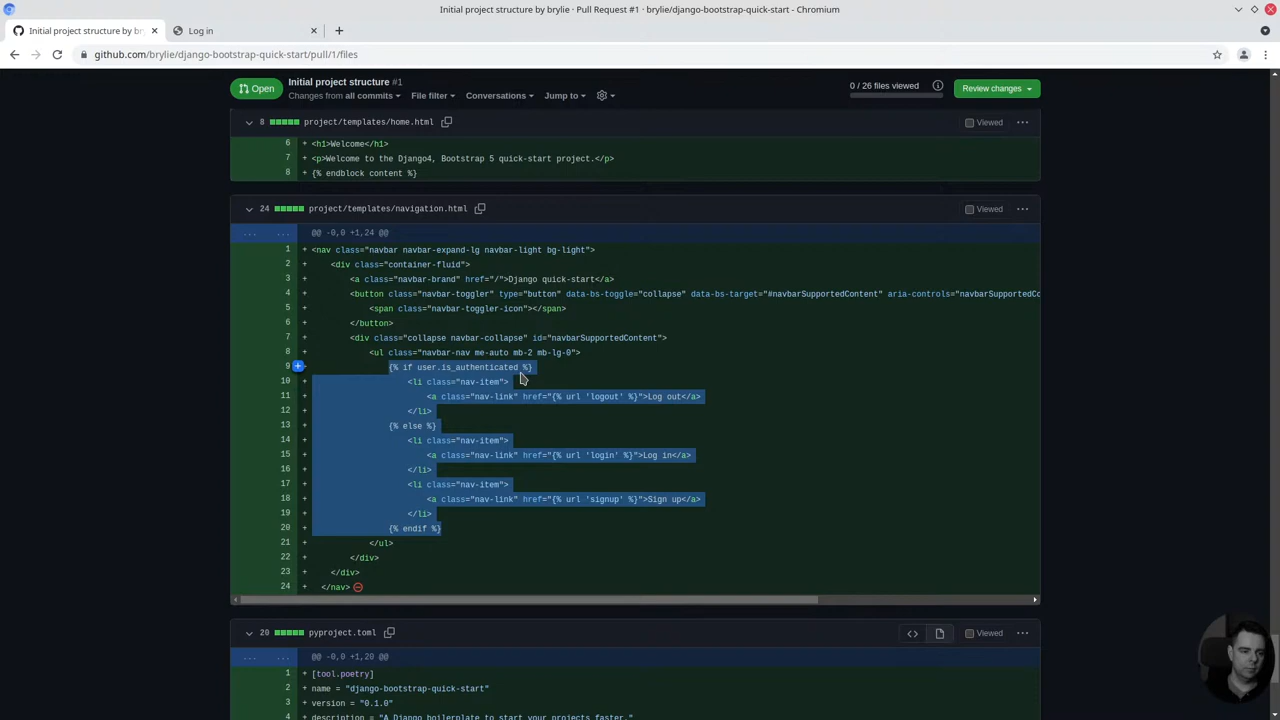 Initial project structure by brylie · Pull Request #1 · brylie/django-bootstrap-quick-start - Chromium
Initial project structure by br
Log in
github.com/brylie/django-bootstrap-quick-start/pull/1/files
Open
Initial project structure #1
Changes from all commits
File filter
Conversations
Jump to
0 / 26 files viewed
Review changes
8 project/templates/home.html
Viewed
6 + <h1>Welcome</h1>
7 + <p>Welcome to the Django4, Bootstrap 5 quick-start project.</p>
8 + {% endblock content %}
24 project/templates/navigation.html
Viewed
... ... @@ -0,0 +1,24 @@
1 + <nav class="navbar navbar-expand-lg navbar-light bg-light">
2 + <div class="container-fluid">
3 + <a class="navbar-brand" href="/">Django quick-start</a>
4 + <button class="navbar-toggler" type="button" data-bs-toggle="collapse" data-bs-target="#navbarSupportedContent" aria-controls="navbarSupportedCo
5 + <span class="navbar-toggler-icon"></span>
6 + </button>
7 + <div class="collapse navbar-collapse" id="navbarSupportedContent">
8 + <ul class="navbar-nav me-auto mb-2 mb-lg-0">
9 + {% if user.is_authenticated %}
10 + <li class="nav-item">
11 + <a class="nav-link" href="{% url 'logout' %}">Log out</a>
12 + </li>
13 + {% else %}
14 + <li class="nav-item">
15 + <a class="nav-link" href="{% url 'login' %}">Log in</a>
16 + </li>
17 + <li class="nav-item">
18 + <a class="nav-link" href="{% url 'signup' %}">Sign up</a>
19 + </li>
20 + {% endif %}
21 + </ul>
22 + </div>
23 + </div>
24 + </nav>
20 pyproject.toml
Viewed
... ... @@ -0,0 +1,20 @@
1 + [tool.poetry]
2 + name = "django-bootstrap-quick-start"
3 + version = "0.1.0"
4 + description = "A Django boilerplate to start your projects faster."